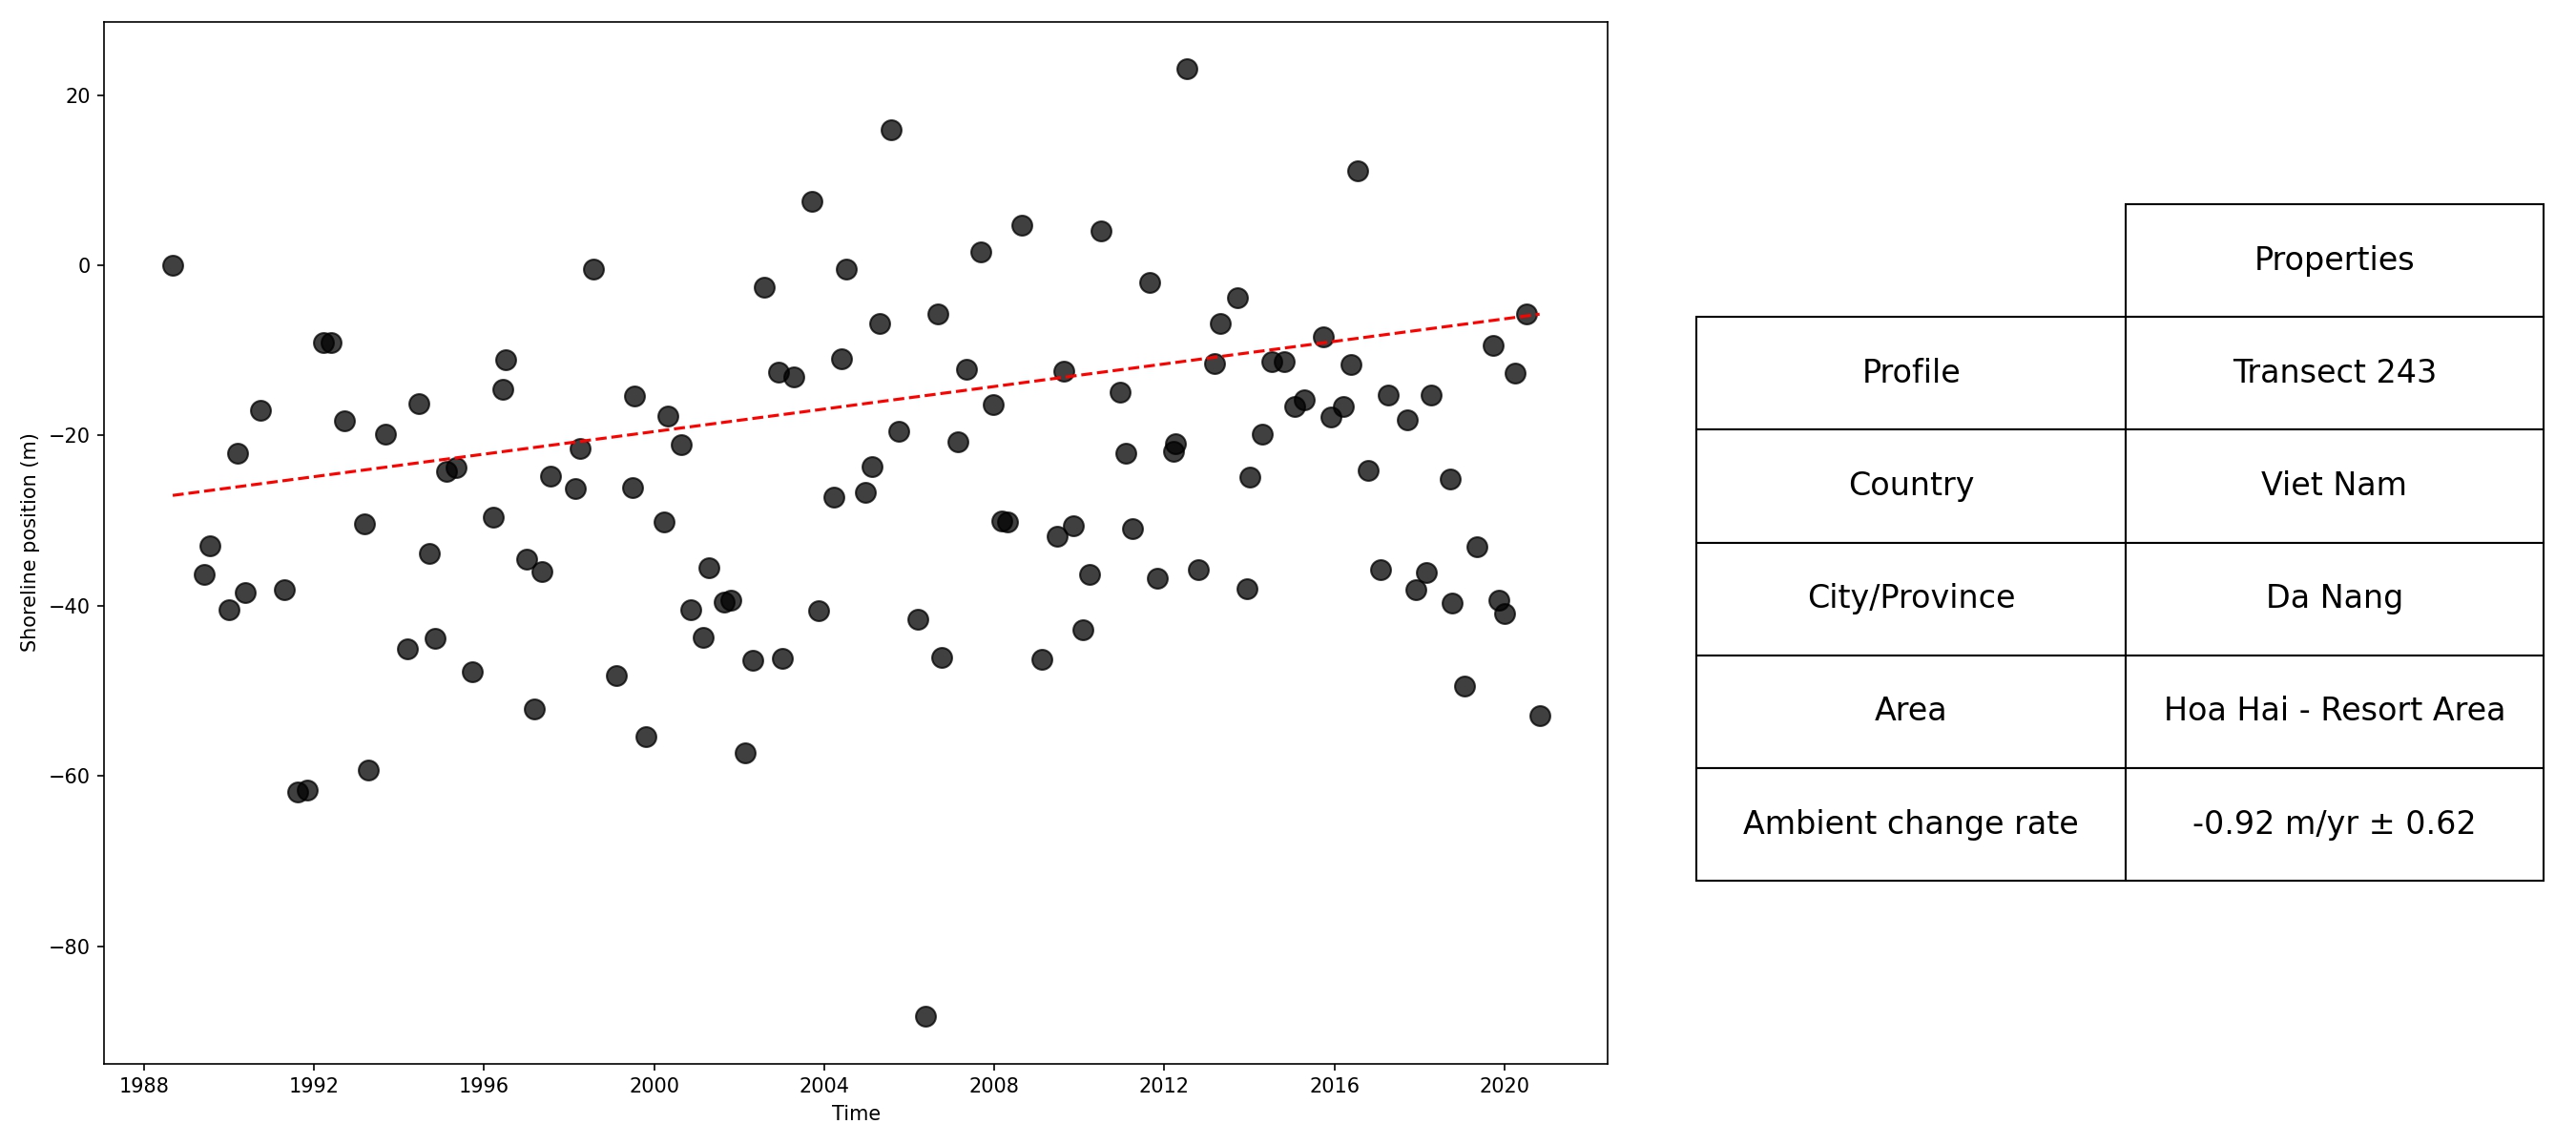 20
0
−20
−40
−60
−80
Shoreline position (m)
1988 1992 1996 2000 2004 2008 2012 2016 2020
Time
Properties
Profile Transect 243
Country Viet Nam
City/Province Da Nang
Area Hoa Hai - Resort Area
Ambient change rate -0.92 m/yr ± 0.62